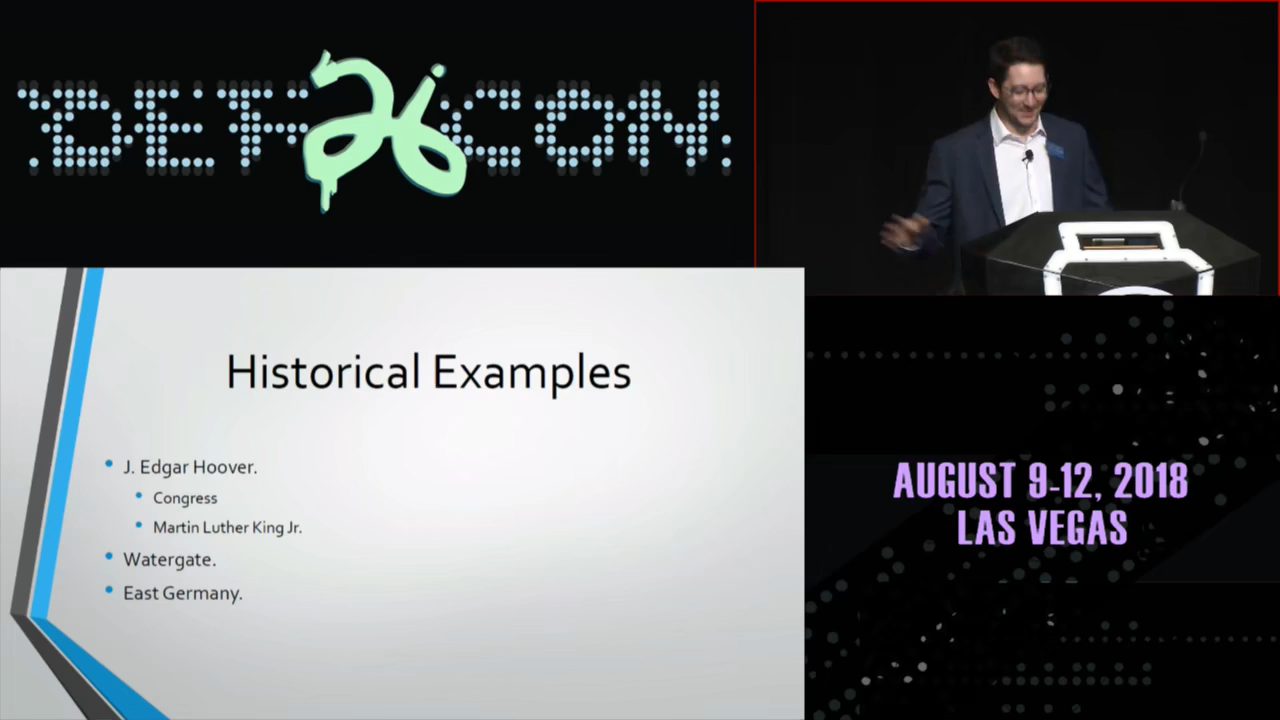 DEF 26 CON
Historical Examples
J. Edgar Hoover.
Congress
Martin Luther King Jr.
Watergate.
East Germany.
AUGUST 9-12, 2018
LAS VEGAS